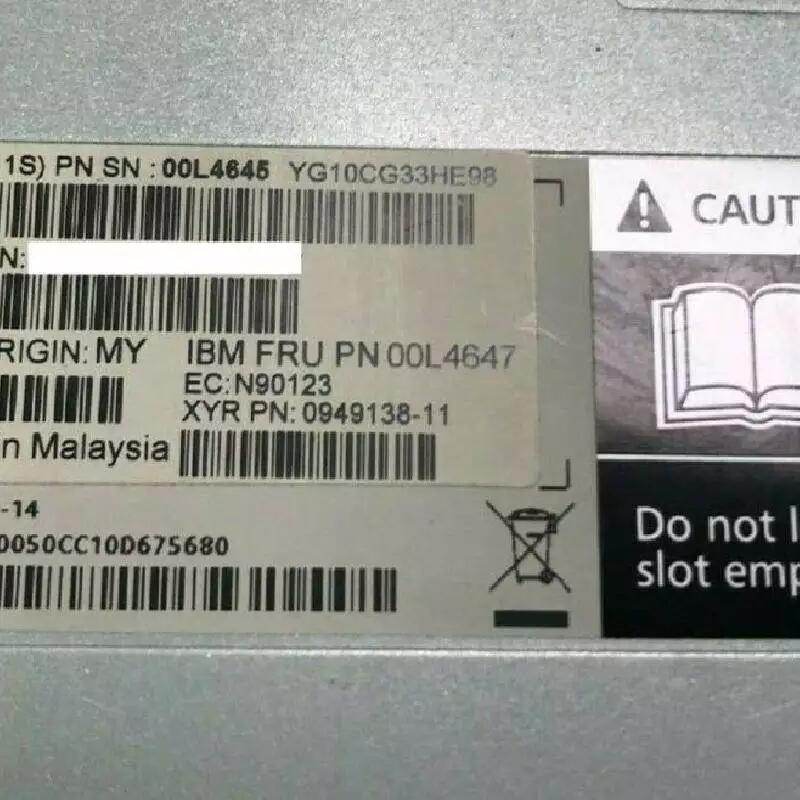 1S) PN SN : 00L4645 YG10CG33HE98
N:
RIGIN: MY IBM FRU PN 00L4647
EC: N90123
XYR PN: 0949138-11
n Malaysia
-14
0050CC10D675680
CAUT
Do not l
slot emp